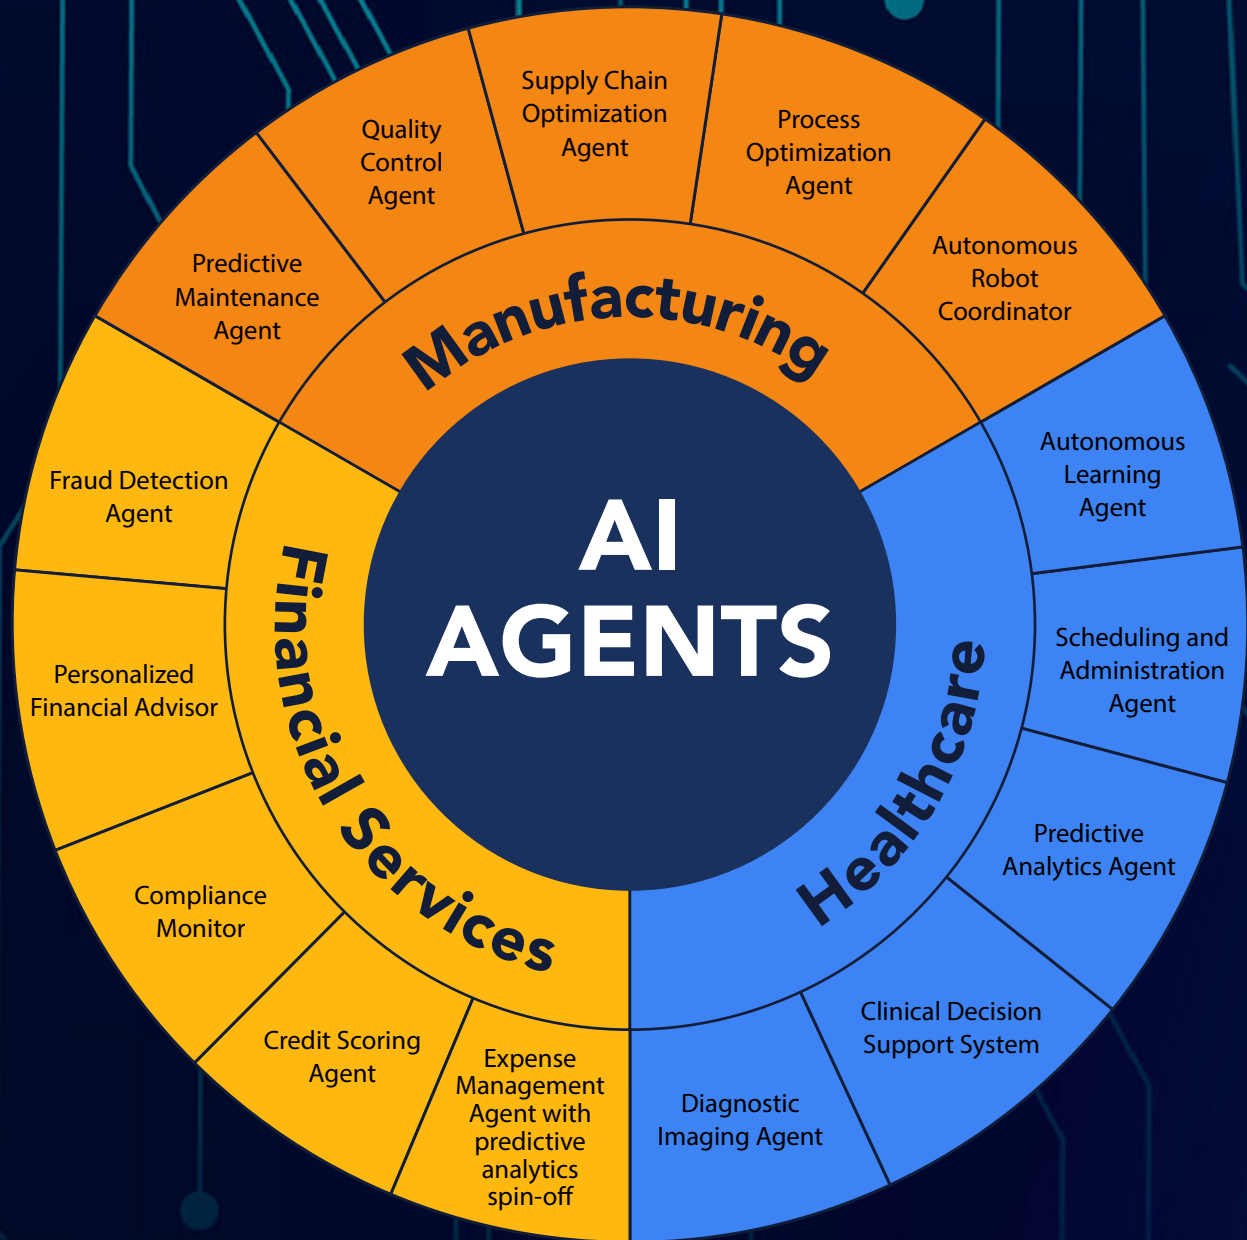 AI
AGENTS
Manufacturing
Predictive
Maintenance
Agent
Quality
Control
Agent
Supply Chain
Optimization
Agent
Process
Optimization
Agent
Autonomous
Robot
Coordinator
Healthcare
Autonomous
Learning
Agent
Scheduling and
Administration
Agent
Predictive
Analytics Agent
Clinical Decision
Support System
Diagnostic
Imaging Agent
Financial Services
Expense
Management
Agent with
predictive
analytics
spin-off
Credit Scoring
Agent
Compliance
Monitor
Personalized
Financial Advisor
Fraud Detection
Agent